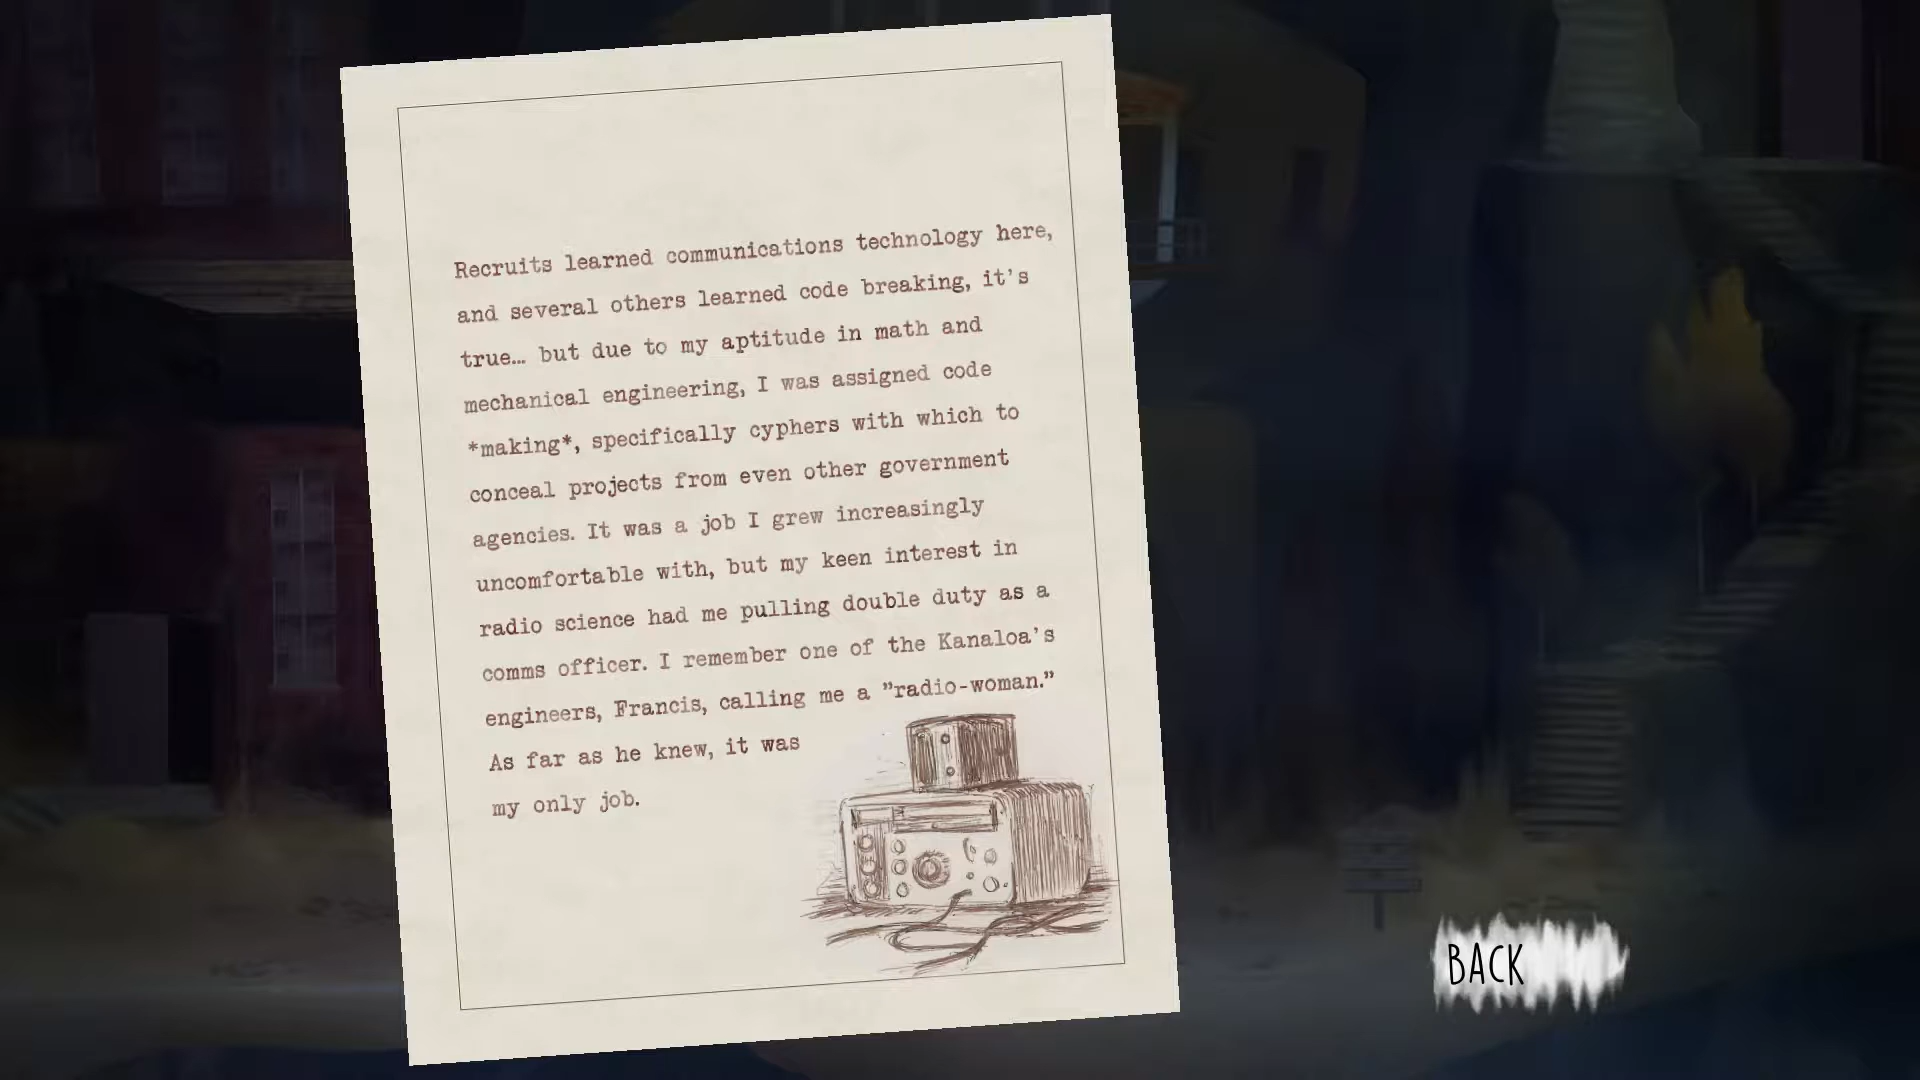 Recruits learned communications technology here,
and several others learned code breaking, it's
true… but due to my aptitude in math and
mechanical engineering, I was assigned code
*making*, specifically cyphers with which to
conceal projects from even other government
agencies. It was a job I grew increasingly
uncomfortable with, but my keen interest in
radio science had me pulling double duty as a
comms officer. I remember one of the Kanaloa's
engineers, Francis, calling me a ”radio-woman.”
As far as he knew, it was
my only job.
BACK